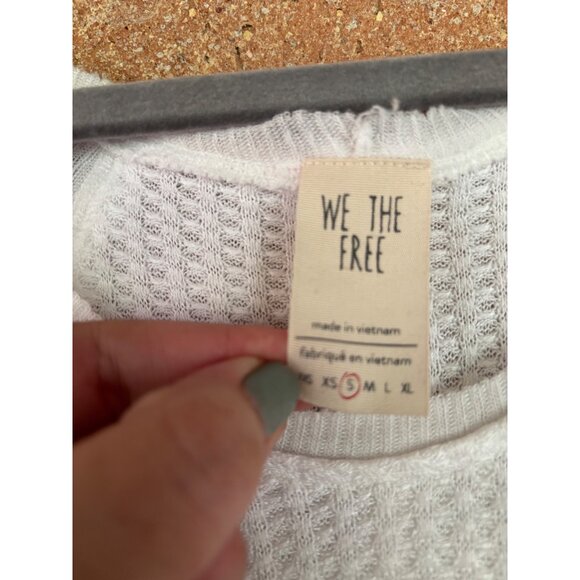 WE THE
FREE
made in vietnam
fabriqué en vietnam
XS S M L XL